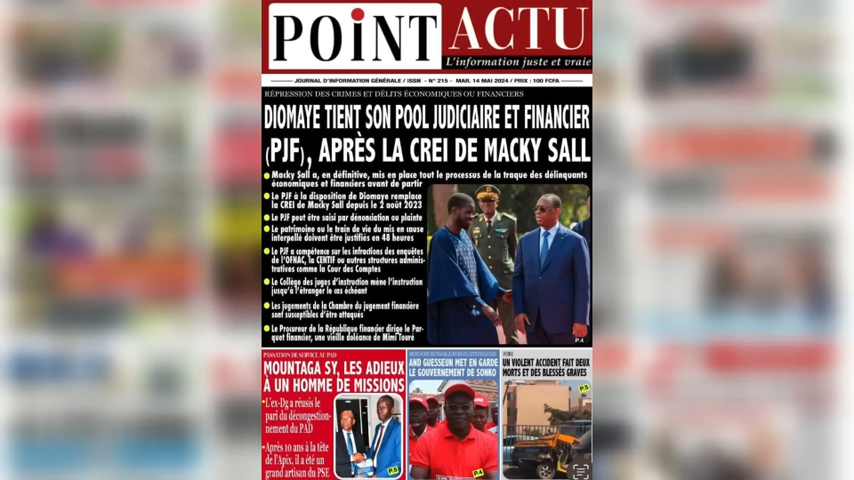 POINT ACTU
L'information juste et vraie
JOURNAL D'INFORMATION GÉNÉRALE / ISSN - N° 215 - MAR. 14 MAI 2024 / PRIX : 100 FCFA
RÉPRESSION DES CRIMES ET DÉLITS ÉCONOMIQUES OU FINANCIERS
DIOMAYE TIENT SON POOL JUDICIAIRE ET FINANCIER
(PJF), APRÈS LA CREI DE MACKY SALL
Macky Sall a, en définitive, mis en place tout le processus de la traque des délinquants
économiques et financiers avant de partir
Le PJF à la disposition de Diomaye remplace
la CREI de Macky Sall depuis le 2 août 2023
Le PJF peut être saisi par dénonciation ou plainte
Le patrimoine ou le train de vie du mis en cause
interpellé doivent être justifiés en 48 heures
Le PJF a compétence sur les infractions des enquêtes
de l'OFNAC, la CENTIF ou autres structures adminis-
tratives comme la Cour des Comptes
Le Collège des juges d'instruction mène l'instruction
jusqu'à l'étranger le cas échéant
Les jugements de la Chambre du jugement financière
sont susceptibles d'être attaqués
Le Procureur de la République financier dirige le Par-
quet financier, une vieille doléance de Mimi Touré
P.4
PASSATION DE SERVICE AU PAD
MOUNTAGA SY, LES ADIEUX
À UN HOMME DE MISSIONS
L'ex-Dg a réussis le
pari du décongestion-
nement du PAD
Après 10 ans à la tête
de l'Apix, il a été un
grand artisan du PSE
P.5
AND GUESSEUM MET EN GARDE
LE GOUVERNEMENT DE SONKO
P.4
UN VIOLENT ACCIDENT FAIT DEUX
MORTS ET DES BLESSÉS GRAVES
P.5